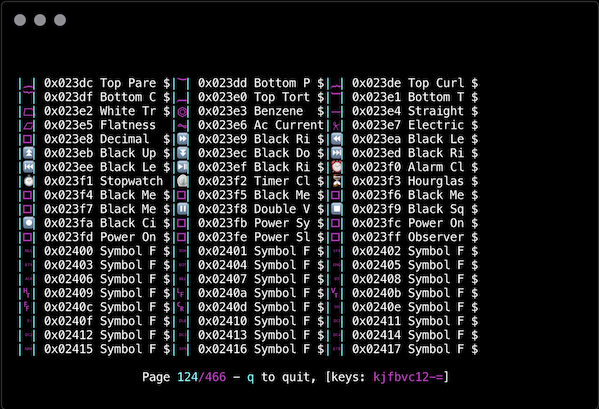 | ⏜ | 0x023dc Top Pare $| ⏝ | 0x023dd Bottom P $| ⏞ | 0x023de Top Curl $
| ⏟ | 0x023df Bottom C $| ⏠ | 0x023e0 Top Tort $| ⏡ | 0x023e1 Bottom T $
| ⏢ | 0x023e2 White Tr $| ⏣ | 0x023e3 Benzene  $| ⏤ | 0x023e4 Straight $
| ⏥ | 0x023e5 Flatness $| ⏦ | 0x023e6 Ac Current| ⏧ | 0x023e7 Electric $
| □ | 0x023e8 Decimal  $| ⏩ | 0x023e9 Black Ri $| ⏪ | 0x023ea Black Le $
| ⏫ | 0x023eb Black Up $| ⏬ | 0x023ec Black Do $| ⏭ | 0x023ed Black Ri $
| ⏮ | 0x023ee Black Le $| ⏯ | 0x023ef Black Ri $| ⏰ | 0x023f0 Alarm Cl $
| ⏱ | 0x023f1 Stopwatch | ⏲ | 0x023f2 Timer Cl $| ⏳ | 0x023f3 Hourglas $
| □ | 0x023f4 Black Me $| □ | 0x023f5 Black Me $| □ | 0x023f6 Black Me $
| □ | 0x023f7 Black Me $| ⏸ | 0x023f8 Double V $| ⏹ | 0x023f9 Black Sq $
| ⏺ | 0x023fa Black Ci $| □ | 0x023fb Power Sy $| □ | 0x023fc Power On $
| □ | 0x023fd Power On $| □ | 0x023fe Power Sl $| □ | 0x023ff Observer $
0x02400 Symbol F $ 0x02401 Symbol F $ 0x02402 Symbol F $
0x02403 Symbol F $ 0x02404 Symbol F $ 0x02405 Symbol F $
0x02406 Symbol F $ 0x02407 Symbol F $ 0x02408 Symbol F $
| ␉ | 0x02409 Symbol F $| ␊ | 0x0240a Symbol F $| ␋ | 0x0240b Symbol F $
| ␌ | 0x0240c Symbol F $| ␍ | 0x0240d Symbol F $ 0x0240e Symbol F $
0x0240f Symbol F $ 0x02410 Symbol F $ 0x02411 Symbol F $
0x02412 Symbol F $ 0x02413 Symbol F $ 0x02414 Symbol F $
0x02415 Symbol F $ 0x02416 Symbol F $ 0x02417 Symbol F $
Page 124/466 — q to quit, [keys: kjfbvc12-=]